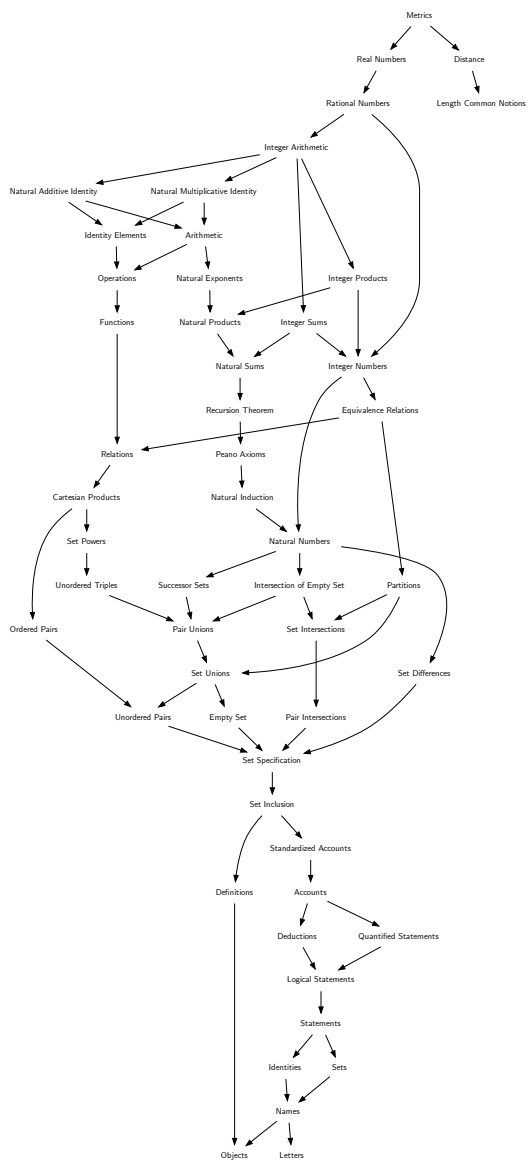 Metrics
Real Numbers
Distance
Rational Numbers
Length Common Notions
Integer Arithmetic
Natural Additive Identity
Natural Multiplicative Identity
Identity Elements
Arithmetic
Operations
Natural Exponents
Integer Products
Functions
Natural Products
Integer Sums
Natural Sums
Integer Numbers
Recursion Theorem
Equivalence Relations
Relations
Peano Axioms
Cartesian Products
Natural Induction
Set Powers
Natural Numbers
Unordered Triples
Successor Sets
Intersection of Empty Set
Partitions
Ordered Pairs
Pair Unions
Set Intersections
Set Unions
Set Differences
Unordered Pairs
Empty Set
Pair Intersections
Set Specification
Set Inclusion
Standardized Accounts
Definitions
Accounts
Deductions
Quantified Statements
Logical Statements
Statements
Identities
Sets
Names
Objects
Letters